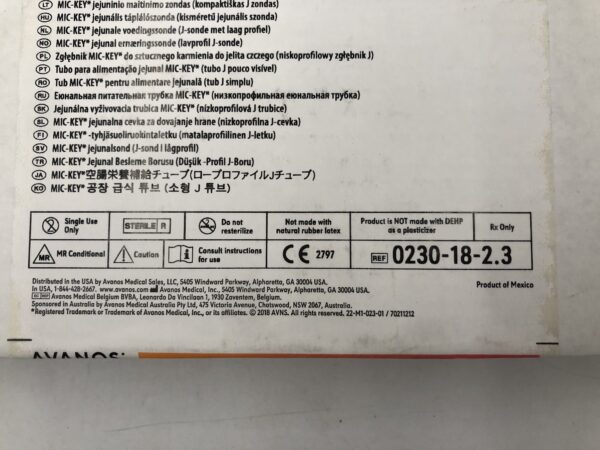 LT MIC-KEY* jejuninio maitinimo zondas (kompaktiškas J zondas)
HU MIC-KEY* jejunális táplálószonda (kisméretű jejunális szonda)
NL MIC-KEY* jejunale voedingssonde (J-sonde met laag profiel)
NO MIC-KEY* jejunal ernæringssonde (lavprofil J-sonde)
PL Zgłębnik MIC-KEY* do sztucznego karmienia do jelita czczego (niskoprofilowy zgłębnik J)
PT Tubo para alimentação jejunal MIC-KEY* (tubo J pouco visível)
RO Tub MIC-KEY* pentru alimentare jejunală (tub J simplu)
RU Еюнальная питательная трубка MIC-KEY* (низкопрофильная еюнальная трубка)
SK Jejunálna vyživovacia trubica MIC-KEY* (nízkoprofilová J trubice)
SL MIC-KEY* jejunalna cevka za dovajanje hrane (nizkoprofilna J-cevka)
FI MIC-KEY* -tyhjäsuoliruokintaletku (matalaprofiilinen J-letku)
SV MIC-KEY* jejunalsond (J-sond i lågprofil)
TR MIC-KEY* Jejunal Besleme Borusu (Düşük -Profil J-Boru)
JA MIC-KEY*空腸栄養補給チューブ(ロープロファイルJチューブ)
KO MIC-KEY* 공장 급식 튜브 (소형 J 튜브)
Single Use Only
STERILE R
Do not resterilize
Not made with natural rubber latex
Product is NOT made with DEHP as a plasticizer
Rx Only
MR MR Conditional
Caution
Consult instructions for use
CE 2797
REF 0230-18-2.3
Distributed in the USA by Avanos Medical Sales, LLC, 5405 Windward Parkway, Alpharetta, GA 30004 USA.
Product of Mexico
In USA, 1-844-428-2667. www.avanos.com Avanos Medical, Inc., 5405 Windward Parkway, Alpharetta, GA 30004 USA.
EC REP Avanos Medical Belgium BVBA, Leonardo Da Vincilaan 1, 1930 Zaventem, Belgium.
Sponsored in Australia by Avanos Medical Australia Pty Ltd, 475 Victoria Avenue, Chatswood, NSW 2067, Australia.
*Registered Trademark or Trademark of Avanos Medical, Inc., or its affiliates. © 2018 AVNS. All rights reserved. 22-M1-023-01 / 70211212
AVANOS*